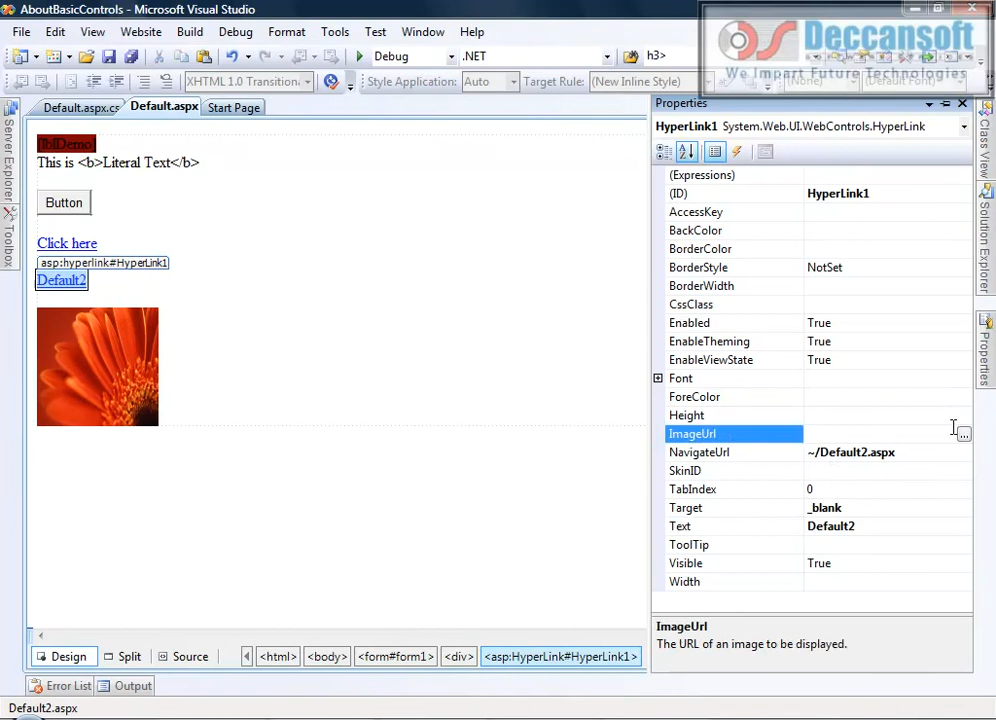 AboutBasicControls - Microsoft Visual Studio
File Edit View Website Build Debug Format Tools Test Window Help
Deccansoft
We Impart Future Technologies
Debug .NET h3>
XHTML 1.0 Transition. Style Application: Auto Target Rule: (New Inline Style) (None) (Default Font)
Default.aspx.cs Default.aspx Start Page
Properties
HyperLink1 System.Web.UI.WebControls.HyperLink
Server Explorer
Toolbox
Class View
Solution Explorer
Properties
[lblDemo]
This is <b>Literal Text</b>
Button
Click here
asp:hyperlink#HyperLink1
Default2
(Expressions)
(ID) HyperLink1
AccessKey
BackColor
BorderColor
BorderStyle NotSet
BorderWidth
CssClass
Enabled True
EnableTheming True
EnableViewState True
Font
ForeColor
Height
ImageUrl ...
NavigateUrl ~/Default2.aspx
SkinID
TabIndex 0
Target _blank
Text Default2
ToolTip
Visible True
Width
ImageUrl
The URL of an image to be displayed.
Design Split Source <html> <body> <form#form1> <div> <asp:HyperLink#HyperLink1>
Error List Output
Default2.aspx